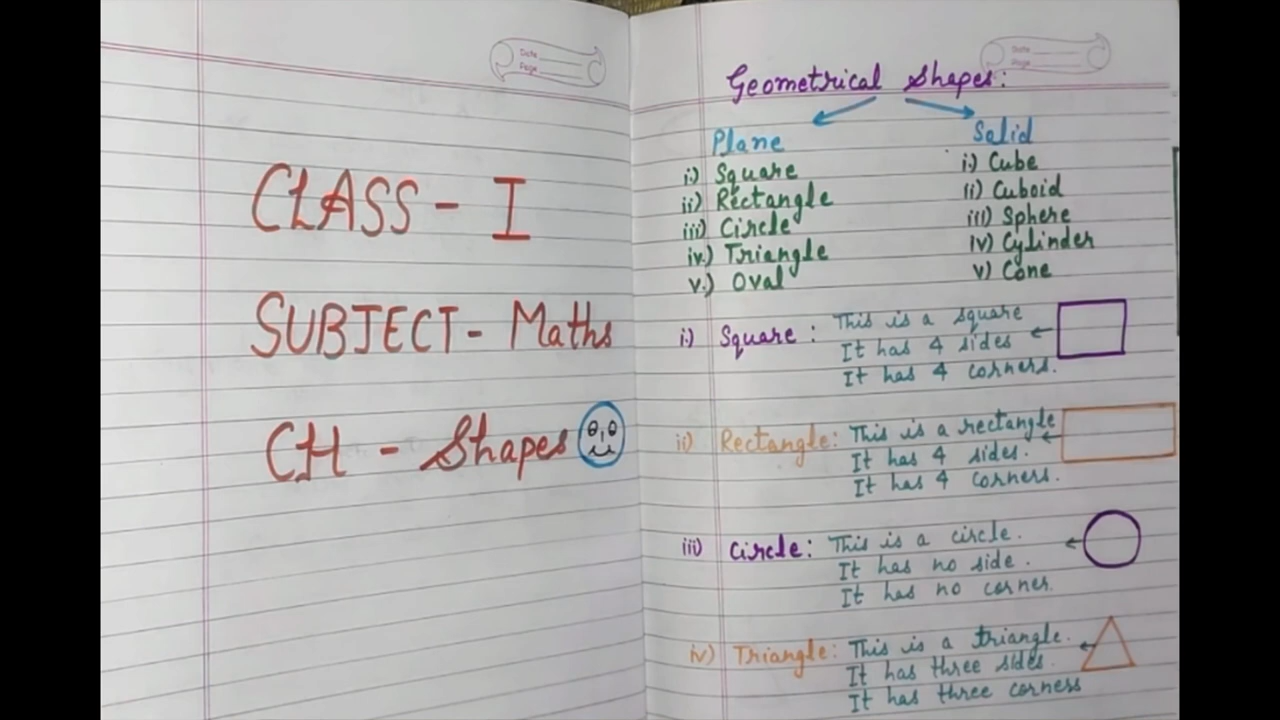 Date
Page
CLASS - I
SUBJECT - Maths
CH - Shapes
Date
Page
Geometrical Shapes:
Plane
i) Square
ii) Rectangle
iii) Circle
iv.) Triangle
v.) Oval
Solid
i.) Cube
ii) Cuboid
iii) Sphere
iv) Cylinder
v) Cone
i) Square : This is a square
It has 4 sides
It has 4 corners.
ii) Rectangle: This is a rectangle
It has 4 sides.
It has 4 corners.
iii) Circle: This is a circle.
It has no side.
It has no corner.
iv) Triangle: This is a triangle.
It has three sides.
It has three corners